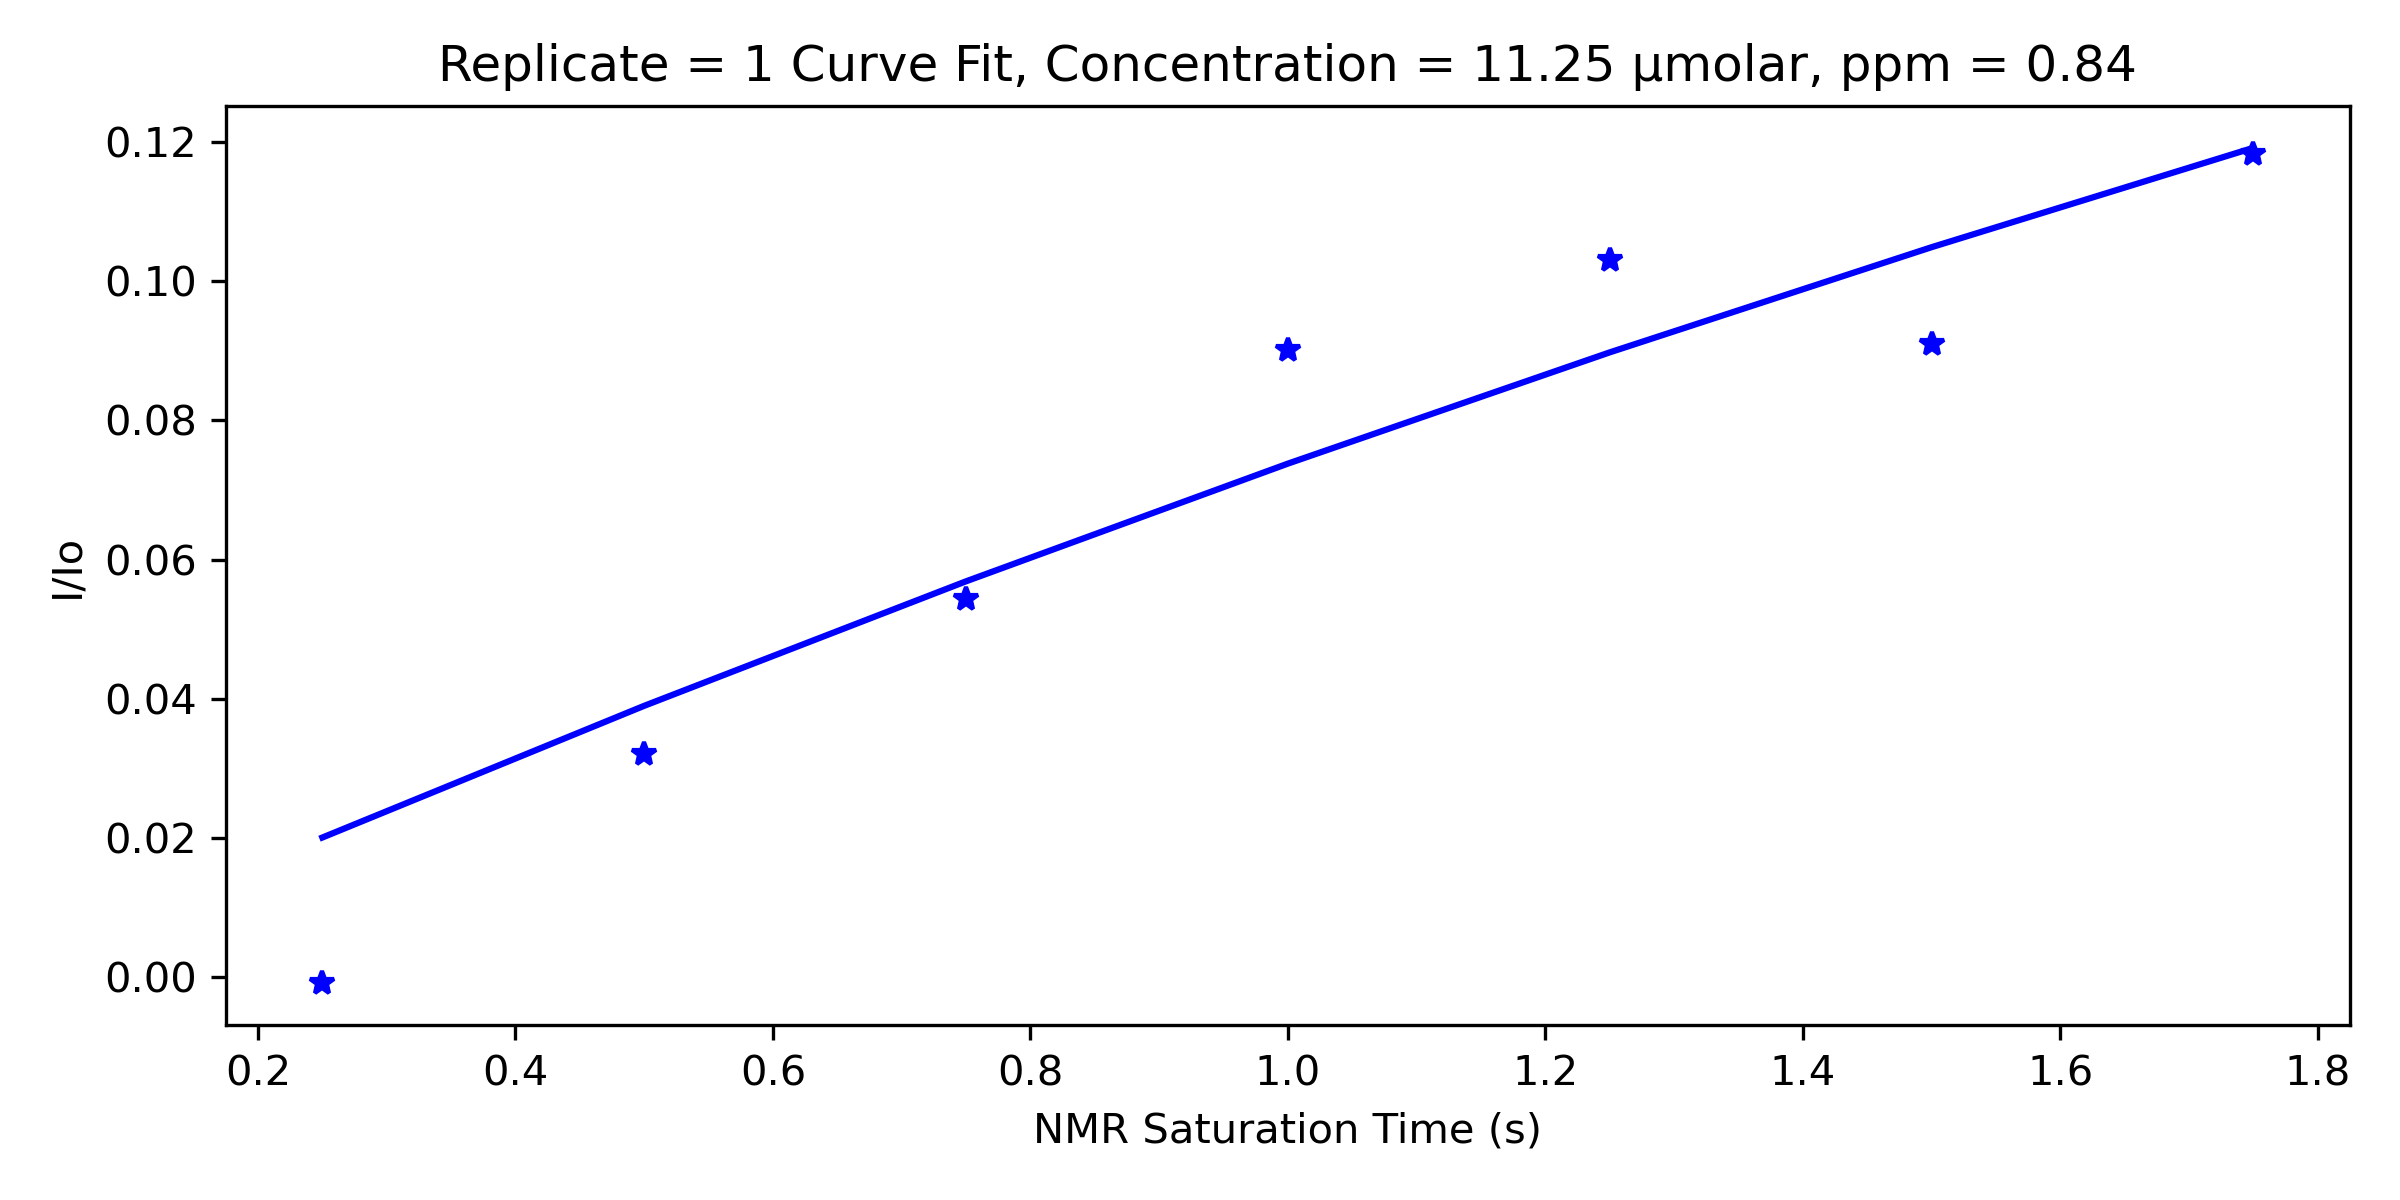 Replicate = 1 Curve Fit, Concentration = 11.25 μmolar, ppm = 0.84
0.12
0.10
0.08
0.06
0.04
0.02
0.00
I/Io
0.2 0.4 0.6 0.8 1.0 1.2 1.4 1.6 1.8
NMR Saturation Time (s)